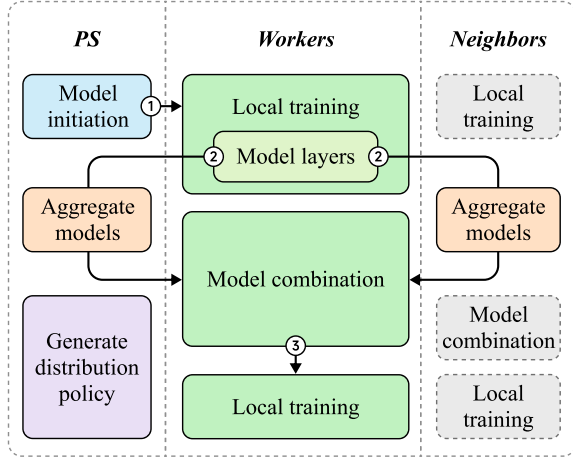 PS
Workers
Neighbors
Model
initiation
1
Local training
Local
training
2
Model layers
2
Aggregate
models
Aggregate
models
Model combination
Generate
distribution
policy
Model
combination
3
Local training
Local
training